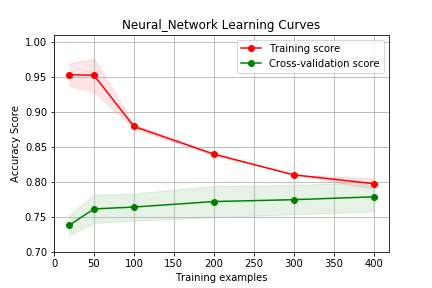 Neural_Network Learning Curves
Training score
Cross-validation score
Accuracy Score
1.00
0.95
0.90
0.85
0.80
0.75
0.70
0 50 100 150 200 250 300 350 400
Training examples